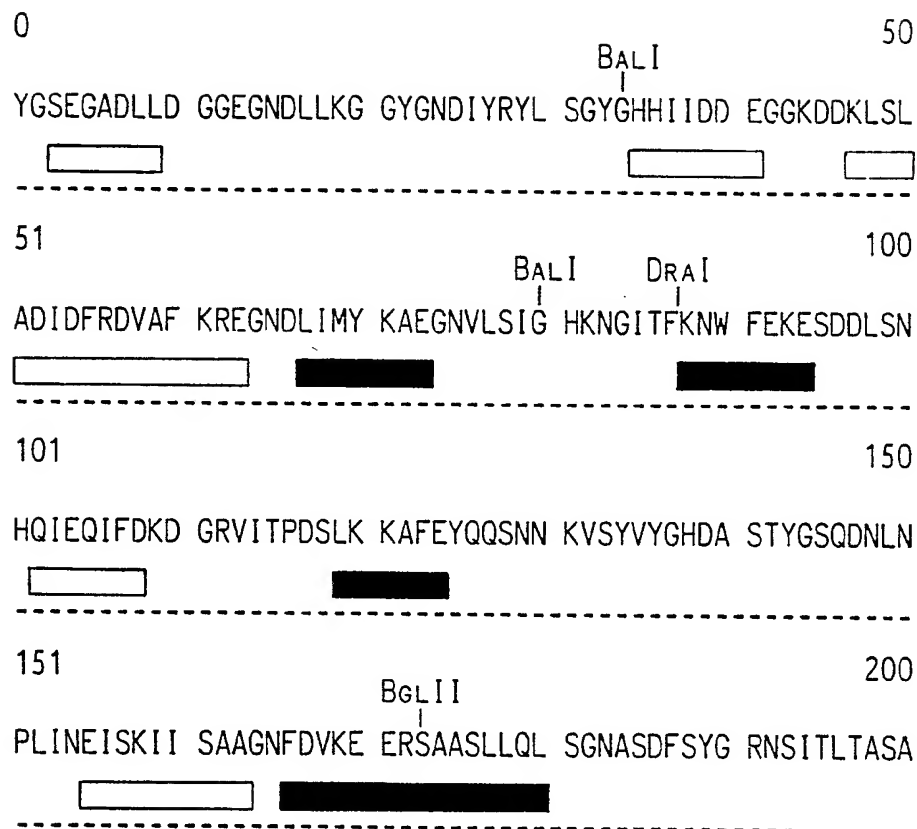 0 50
BALI
YGSEGADLLD GGEGNDLLKG GYGNDIYRYL SGYGHHIIDD EGGKDDKLSL
51 100
BALI DRAI
ADIDFRDVAF KREGNDLIMY KAEGNVLSIG HKNGITFKNW FEKESDDLSN
101 150
HQIEQIFDKD GRVITPDSLK KAFEYQQSNN KVSYVYGHDA STYGSQDNLN
151 200
BGLII
PLINEISKII SAAGNFDVKE ERSAASLLQL SGNASDFSYG RNSITLTASA